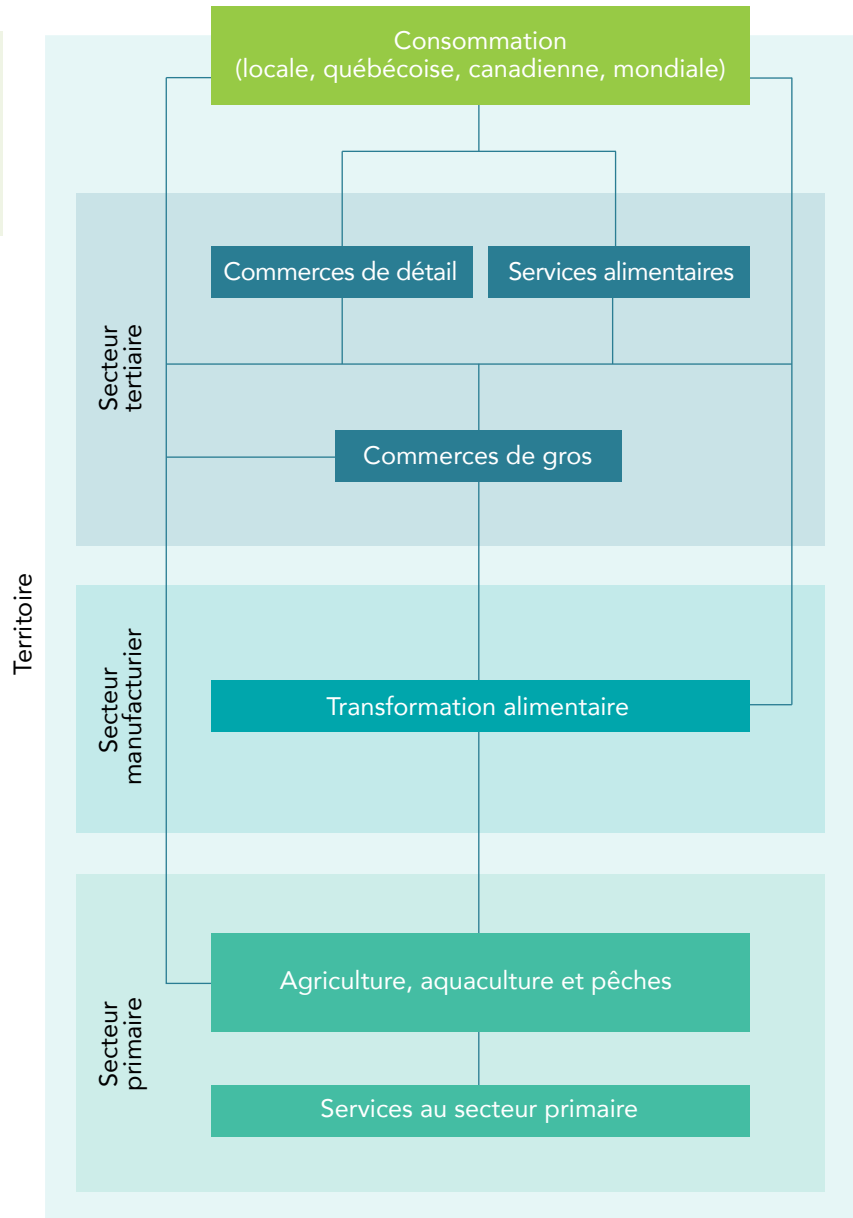 Consommation
(locale, québécoise, canadienne, mondiale)
Commerces de détail
Services alimentaires
Secteur
tertiaire
Commerces de gros
Territoire
Secteur
manufacturier
Transformation alimentaire
Secteur
primaire
Agriculture, aquaculture et pêches
Services au secteur primaire